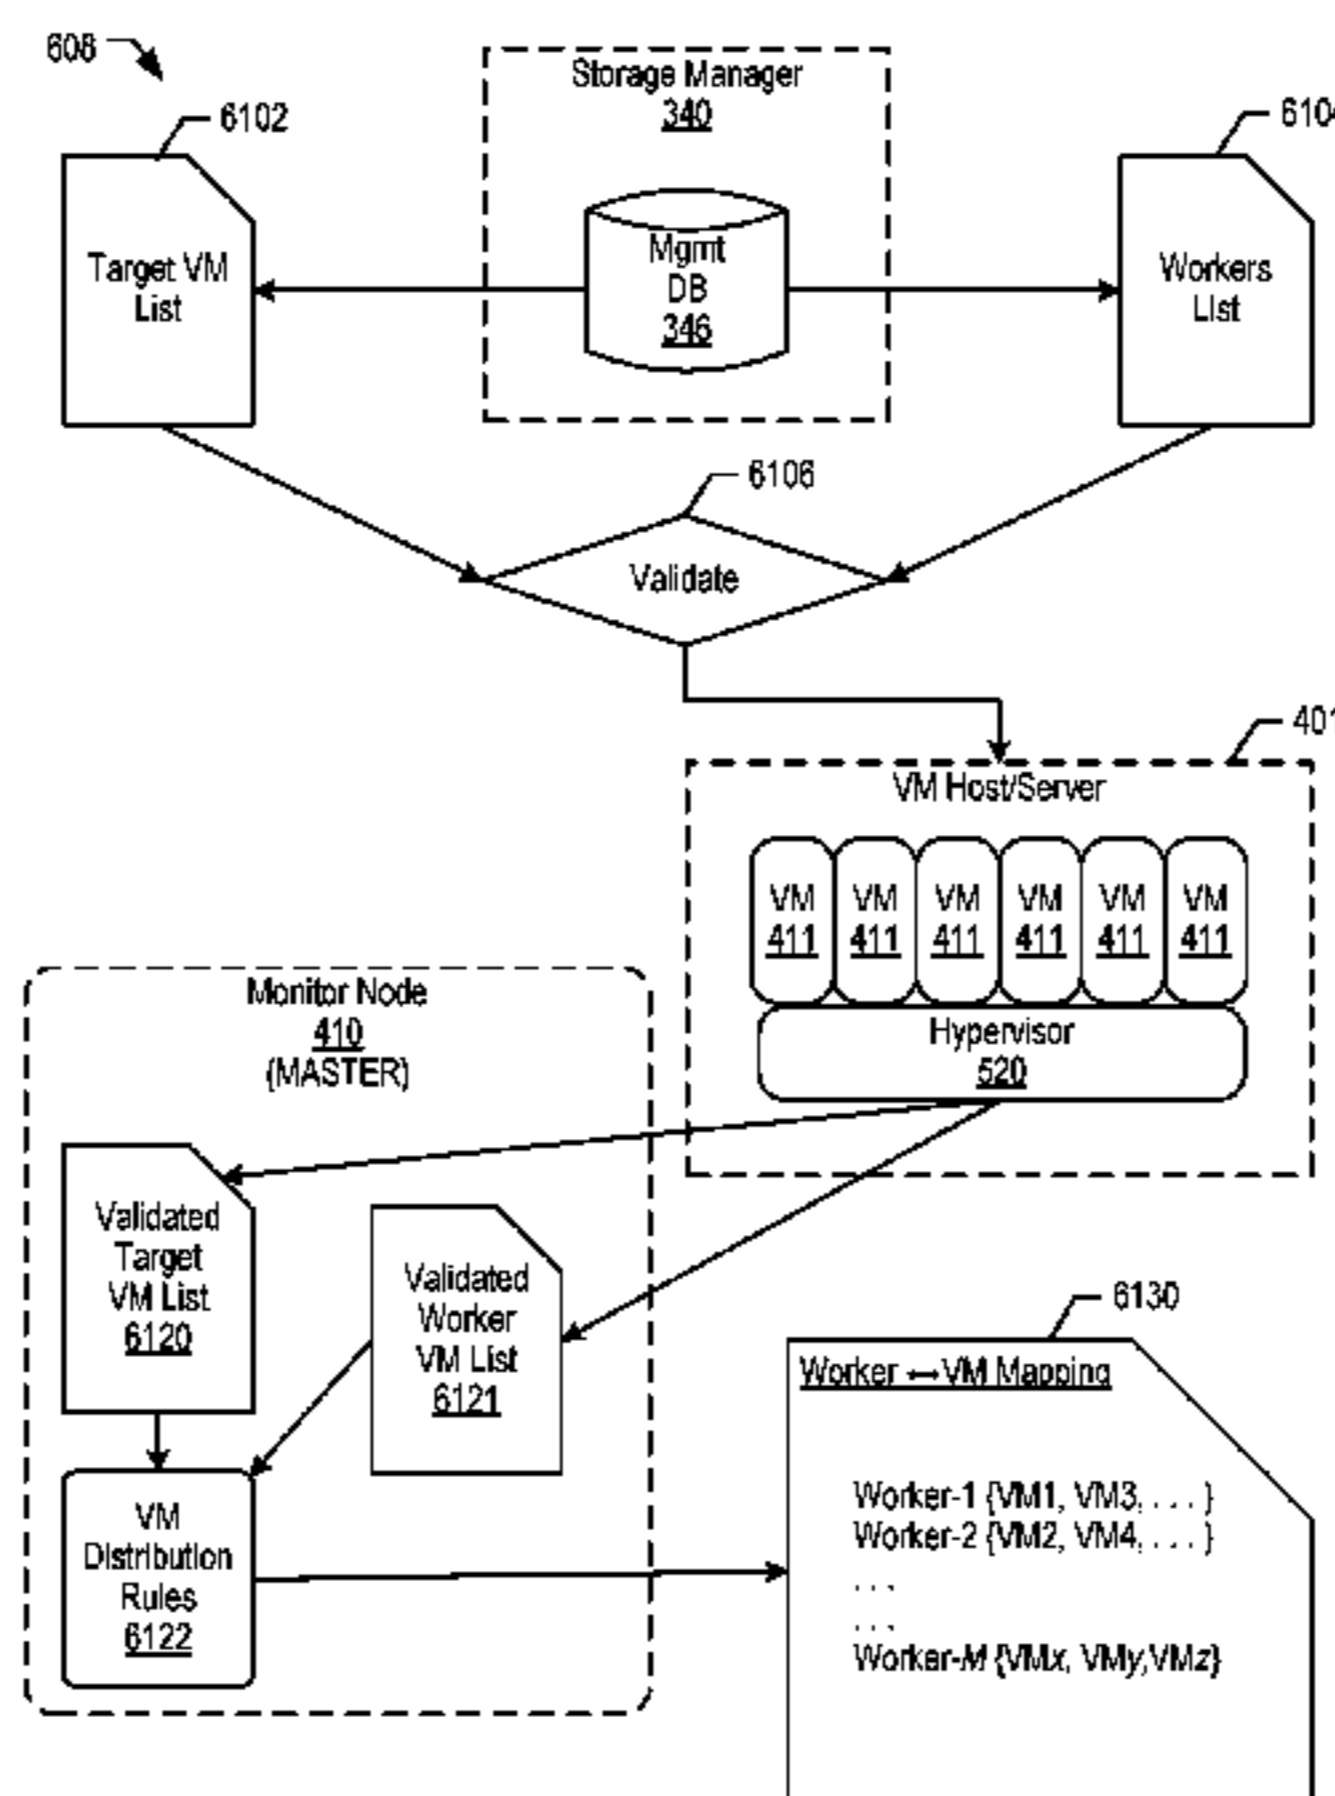 608
6102
Storage Manager
340
6104
Target VM
List
Mgmt
DB
346
Workers
List
6106
Validate
401
VM Host/Server
VM VM VM VM VM VM
411 411 411 411 411 411
Hypervisor
520
Monitor Node
410
(MASTER)
Validated
Target
VM List
6120
Validated
Worker
VM List
6121
VM
Distribution
Rules
6122
6130
Worker ↔ VM Mapping
Worker-1 {VM1, VM3, . . . }
Worker-2 {VM2, VM4, . . . }
. . .
. . .
Worker-M {VMx, VMy,VMz}